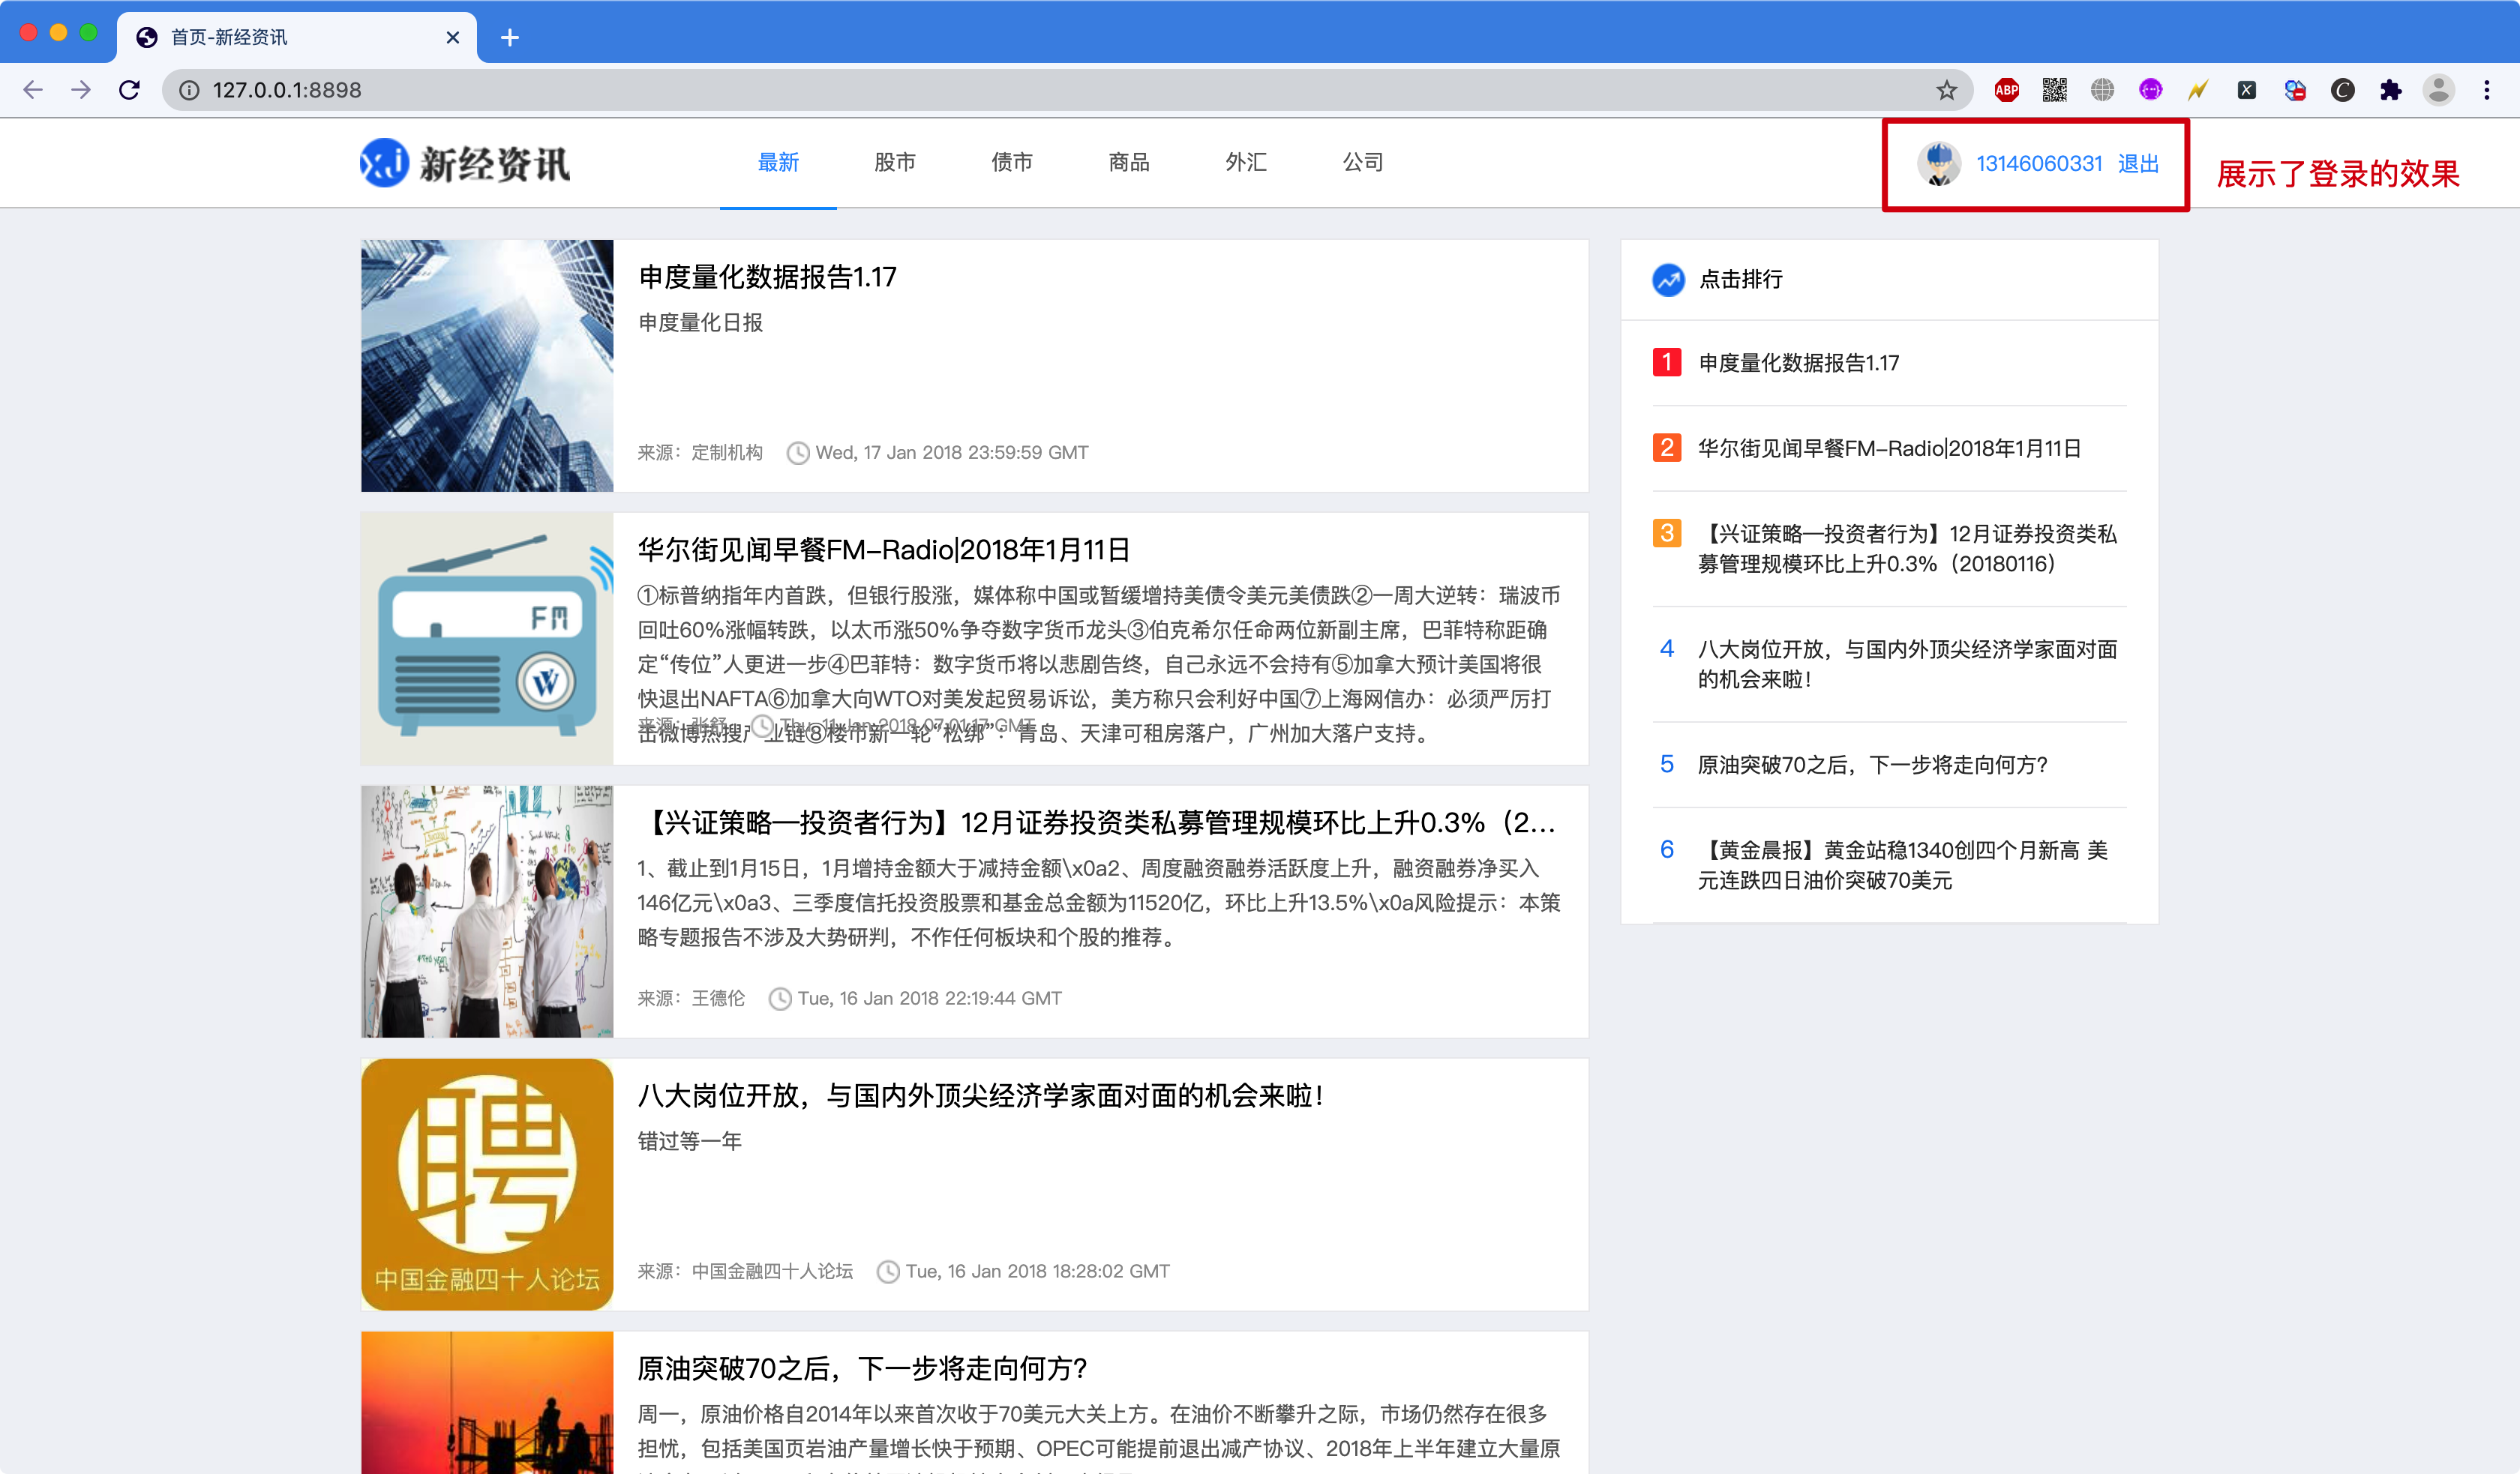 首页-新经资讯
127.0.0.1:8898
ABP
新经资讯
最新 股市 债市 商品 外汇 公司
13146060331 退出
展示了登录的效果
申度量化数据报告1.17
申度量化日报
来源：定制机构 Wed, 17 Jan 2018 23:59:59 GMT
FM
W
华尔街见闻早餐FM-Radio|2018年1月11日
①标普纳指年内首跌，但银行股涨，媒体称中国或暂缓增持美债令美元美债跌②一周大逆转：瑞波币
回吐60%涨幅转跌，以太币涨50%争夺数字货币龙头③伯克希尔任命两位新副主席，巴菲特称距确
定“传位”人更进一步④巴菲特：数字货币将以悲剧告终，自己永远不会持有⑤加拿大预计美国将很
快退出NAFTA⑥加拿大向WTO对美发起贸易诉讼，美方称只会利好中国⑦上海网信办：必须严厉打
击微博热搜产业链⑧楼市新一轮“松绑”：青岛、天津可租房落户，广州加大落户支持。
来源：张舒 Thu, 11 Jan 2018 07:01:17 GMT
【兴证策略—投资者行为】12月证券投资类私募管理规模环比上升0.3%（2...
1、截止到1月15日，1月增持金额大于减持金额\x0a2、周度融资融券活跃度上升，融资融券净买入
146亿元\x0a3、三季度信托投资股票和基金总金额为11520亿，环比上升13.5%\x0a风险提示：本策
略专题报告不涉及大势研判，不作任何板块和个股的推荐。
来源：王德伦 Tue, 16 Jan 2018 22:19:44 GMT
聘
中国金融四十人论坛
八大岗位开放，与国内外顶尖经济学家面对面的机会来啦！
错过等一年
来源：中国金融四十人论坛 Tue, 16 Jan 2018 18:28:02 GMT
原油突破70之后，下一步将走向何方？
周一，原油价格自2014年以来首次收于70美元大关上方。在油价不断攀升之际，市场仍然存在很多
担忧，包括美国页岩油产量增长快于预期、OPEC可能提前退出减产协议、2018年上半年建立大量原
点击排行
1 申度量化数据报告1.17
2 华尔街见闻早餐FM-Radio|2018年1月11日
3 【兴证策略—投资者行为】12月证券投资类私
募管理规模环比上升0.3%（20180116）
4 八大岗位开放，与国内外顶尖经济学家面对面
的机会来啦！
5 原油突破70之后，下一步将走向何方？
6 【黄金晨报】黄金站稳1340创四个月新高 美
元连跌四日油价突破70美元